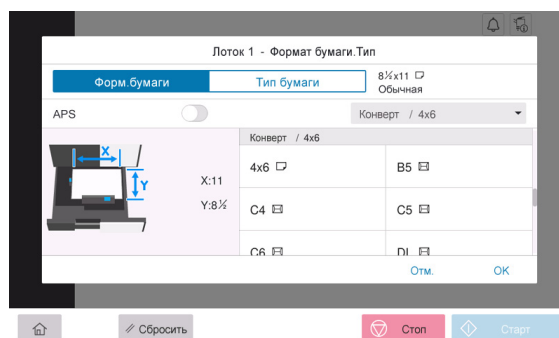 Лоток 1 - Формат бумаги.Тип
Форм.бумаги
Тип бумаги
8½x11
Обычная
APS
Конверт / 4x6
Конверт / 4x6
X
Y
X:11
Y:8½
4x6
B5
C4
C5
C6
DL
Отм.
OK
Сбросить
Стоп
Старт